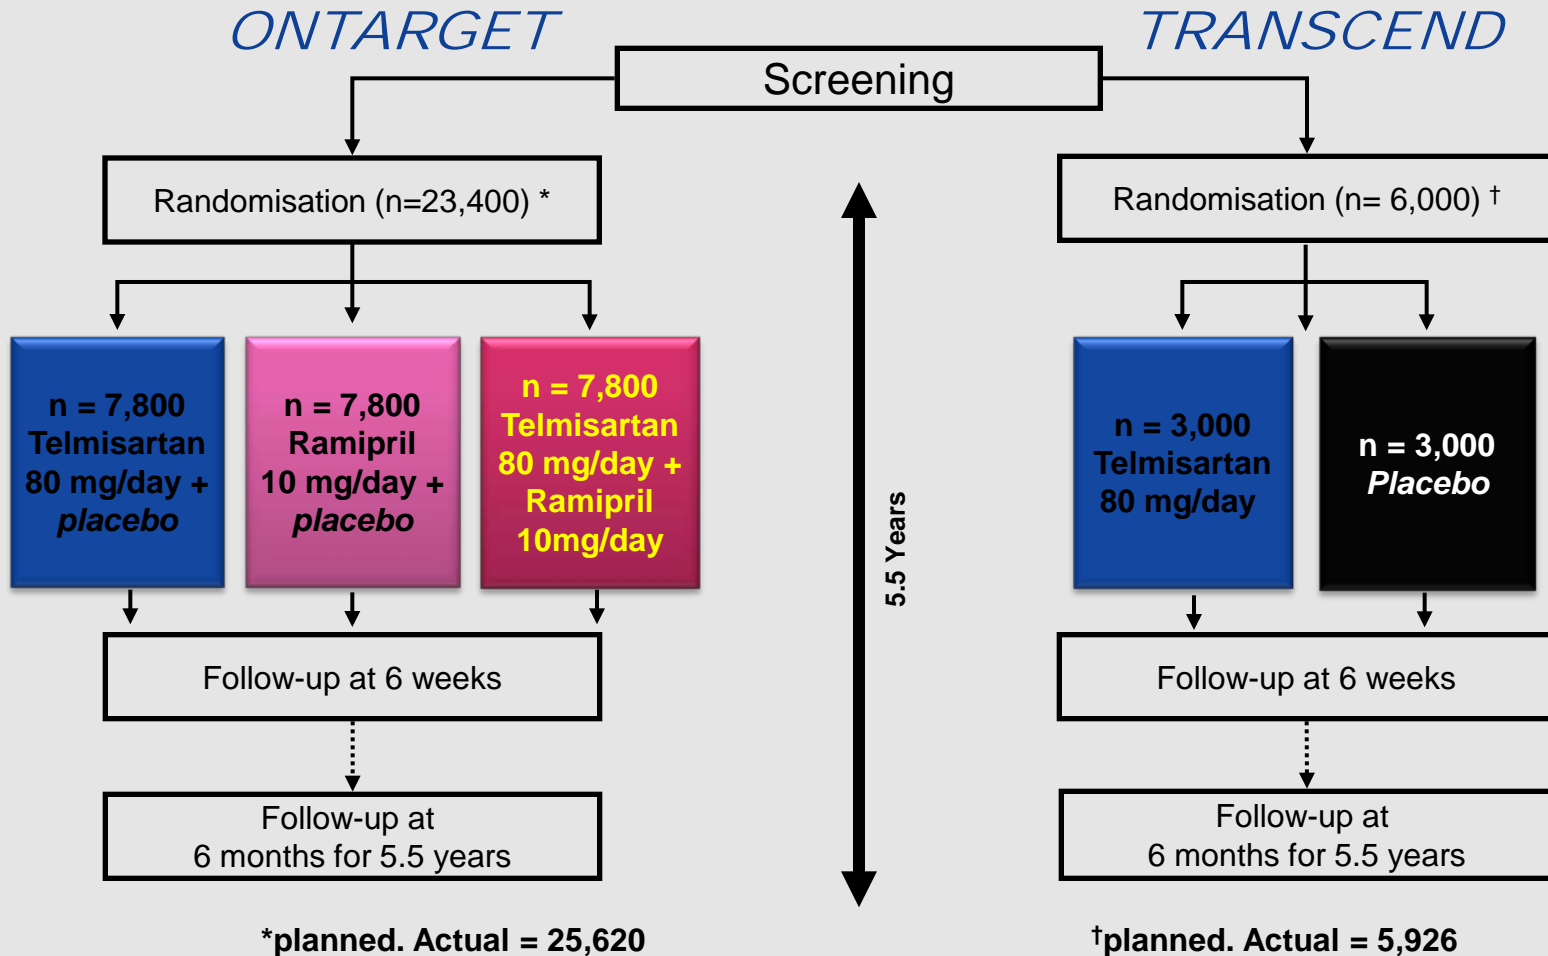 ONTARGET
TRANSCEND
Screening
Randomisation (n=23,400) *
Randomisation (n= 6,000) †
n = 7,800
Telmisartan
80 mg/day +
placebo
n = 7,800
Ramipril
10 mg/day +
placebo
n = 7,800
Telmisartan
80 mg/day +
Ramipril
10mg/day
5.5 Years
n = 3,000
Telmisartan
80 mg/day
n = 3,000
Placebo
Follow-up at 6 weeks
Follow-up at 6 weeks
Follow-up at
6 months for 5.5 years
Follow-up at
6 months for 5.5 years
*planned. Actual = 25,620
†planned. Actual = 5,926